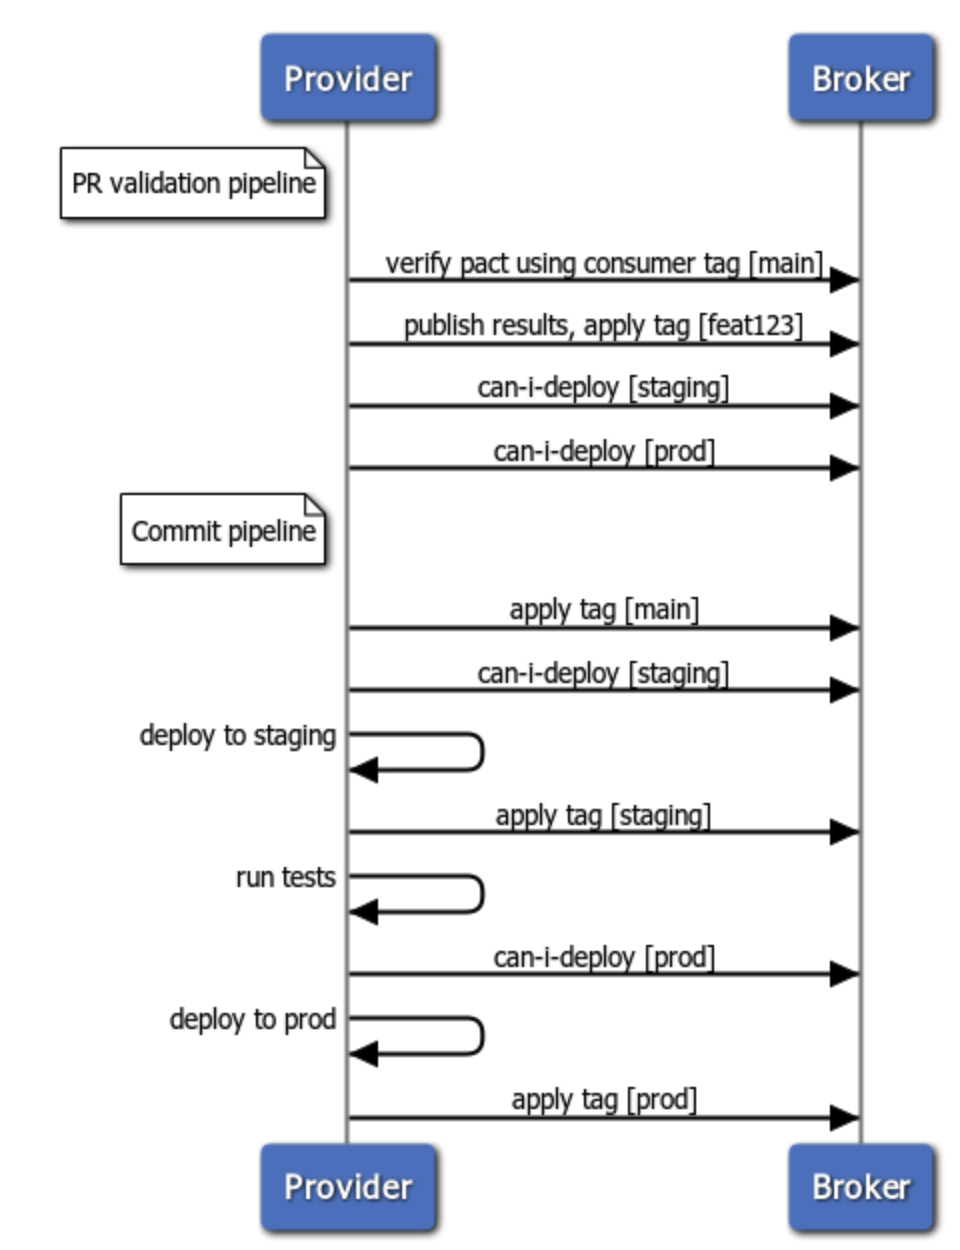 Provider
Broker
PR validation pipeline
verify pact using consumer tag [main]
publish results, apply tag [feat123]
can-i-deploy [staging]
can-i-deploy [prod]
Commit pipeline
apply tag [main]
can-i-deploy [staging]
deploy to staging
apply tag [staging]
run tests
can-i-deploy [prod]
deploy to prod
apply tag [prod]
Provider
Broker